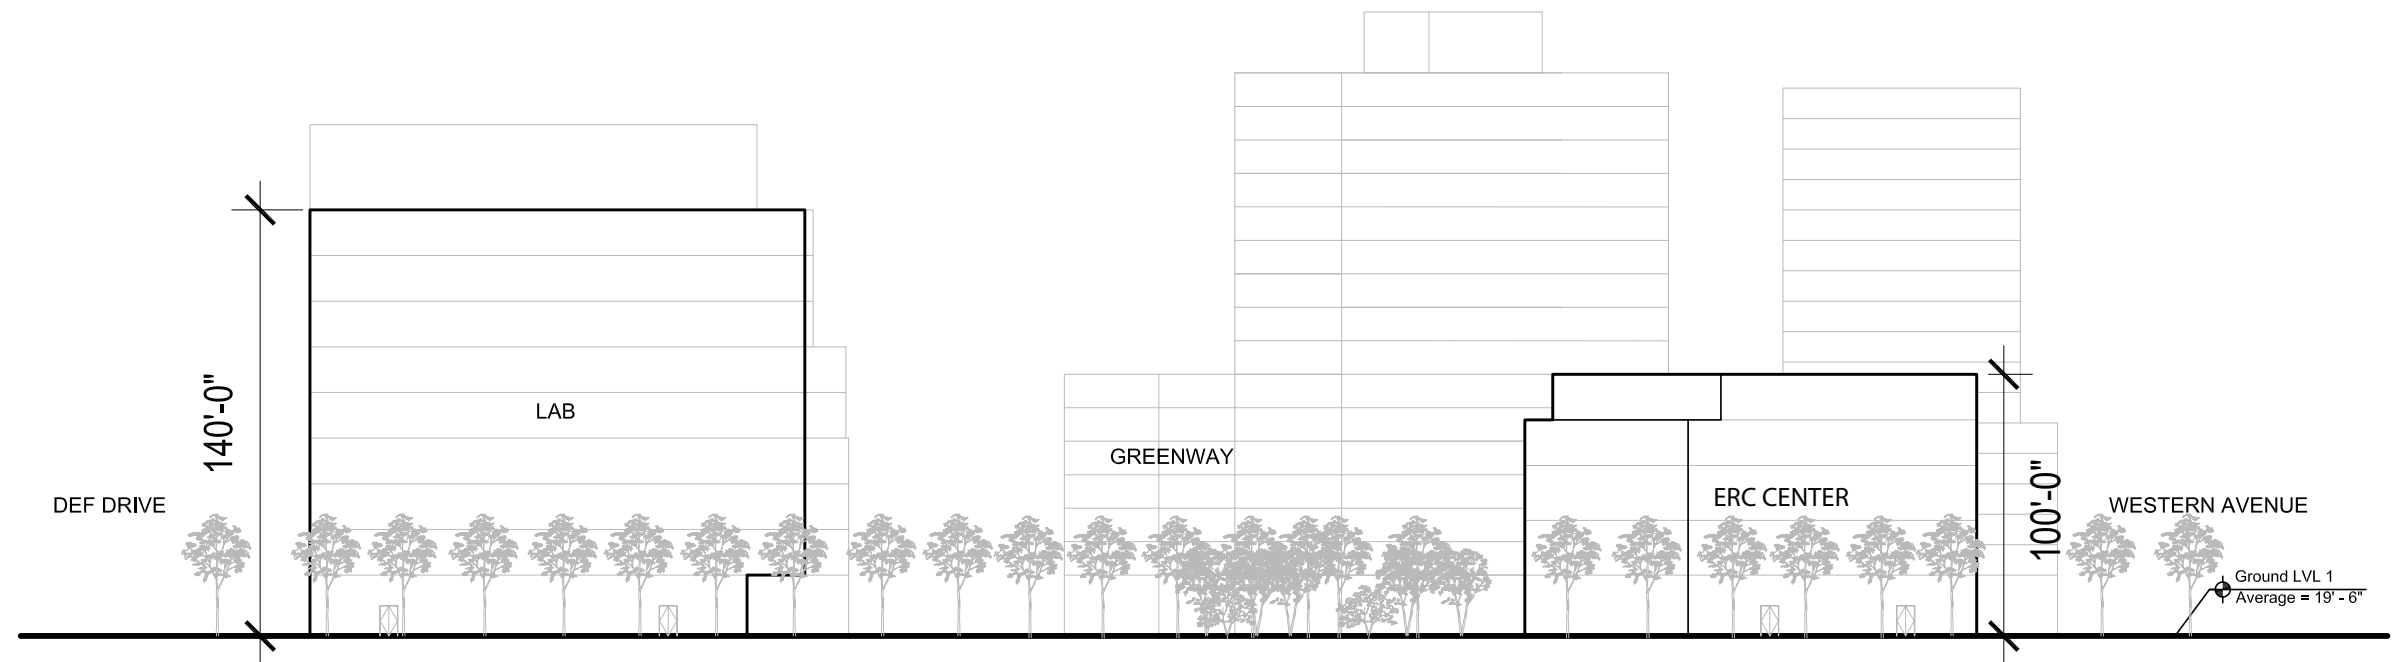 140'-0"
LAB
GREENWAY
DEF DRIVE
ERC CENTER
100'-0"
WESTERN AVENUE
Ground LVL 1
Average = 19' - 6"